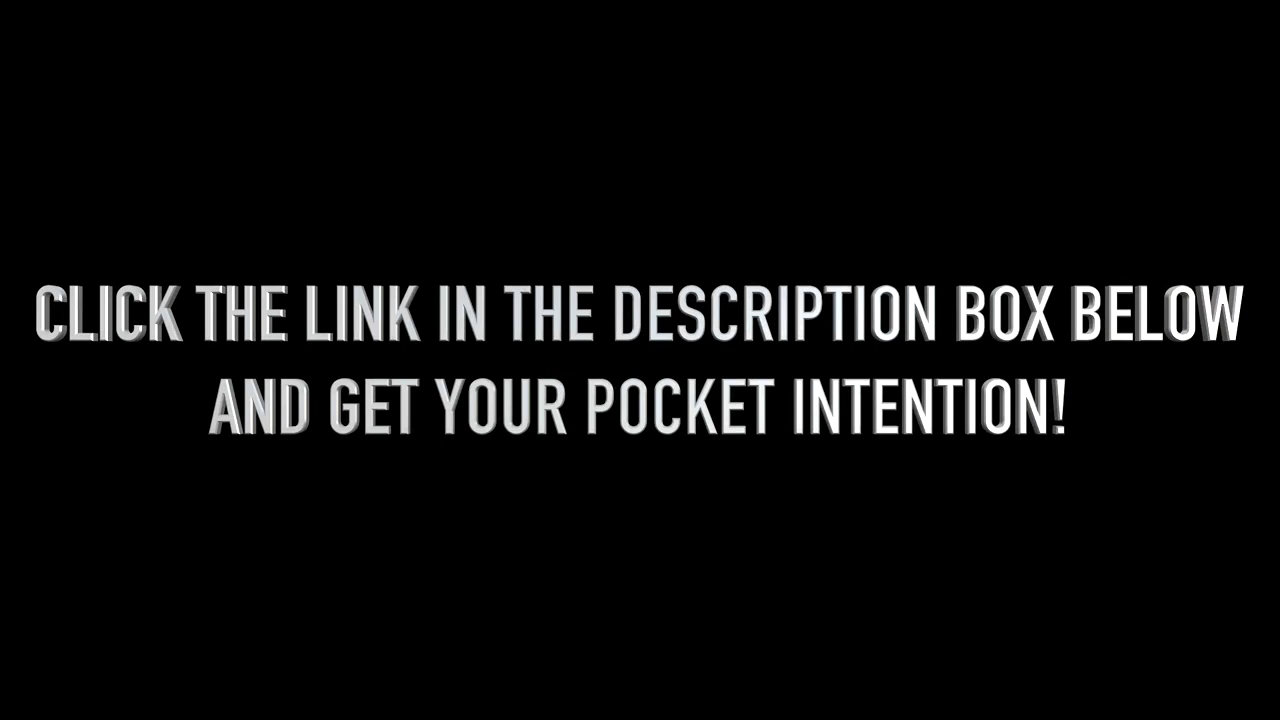 CLICK THE LINK IN THE DESCRIPTION BOX BELOW
AND GET YOUR POCKET INTENTION!